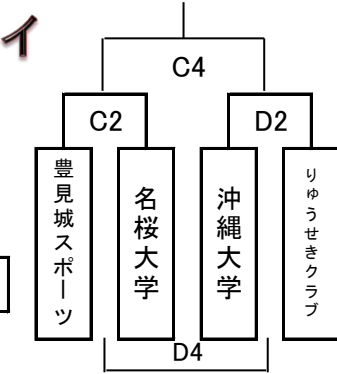 イ
C4
C2
D2
豊見城スポーツ
名桜大学
沖縄大学
りゅうせきクラブ
D4